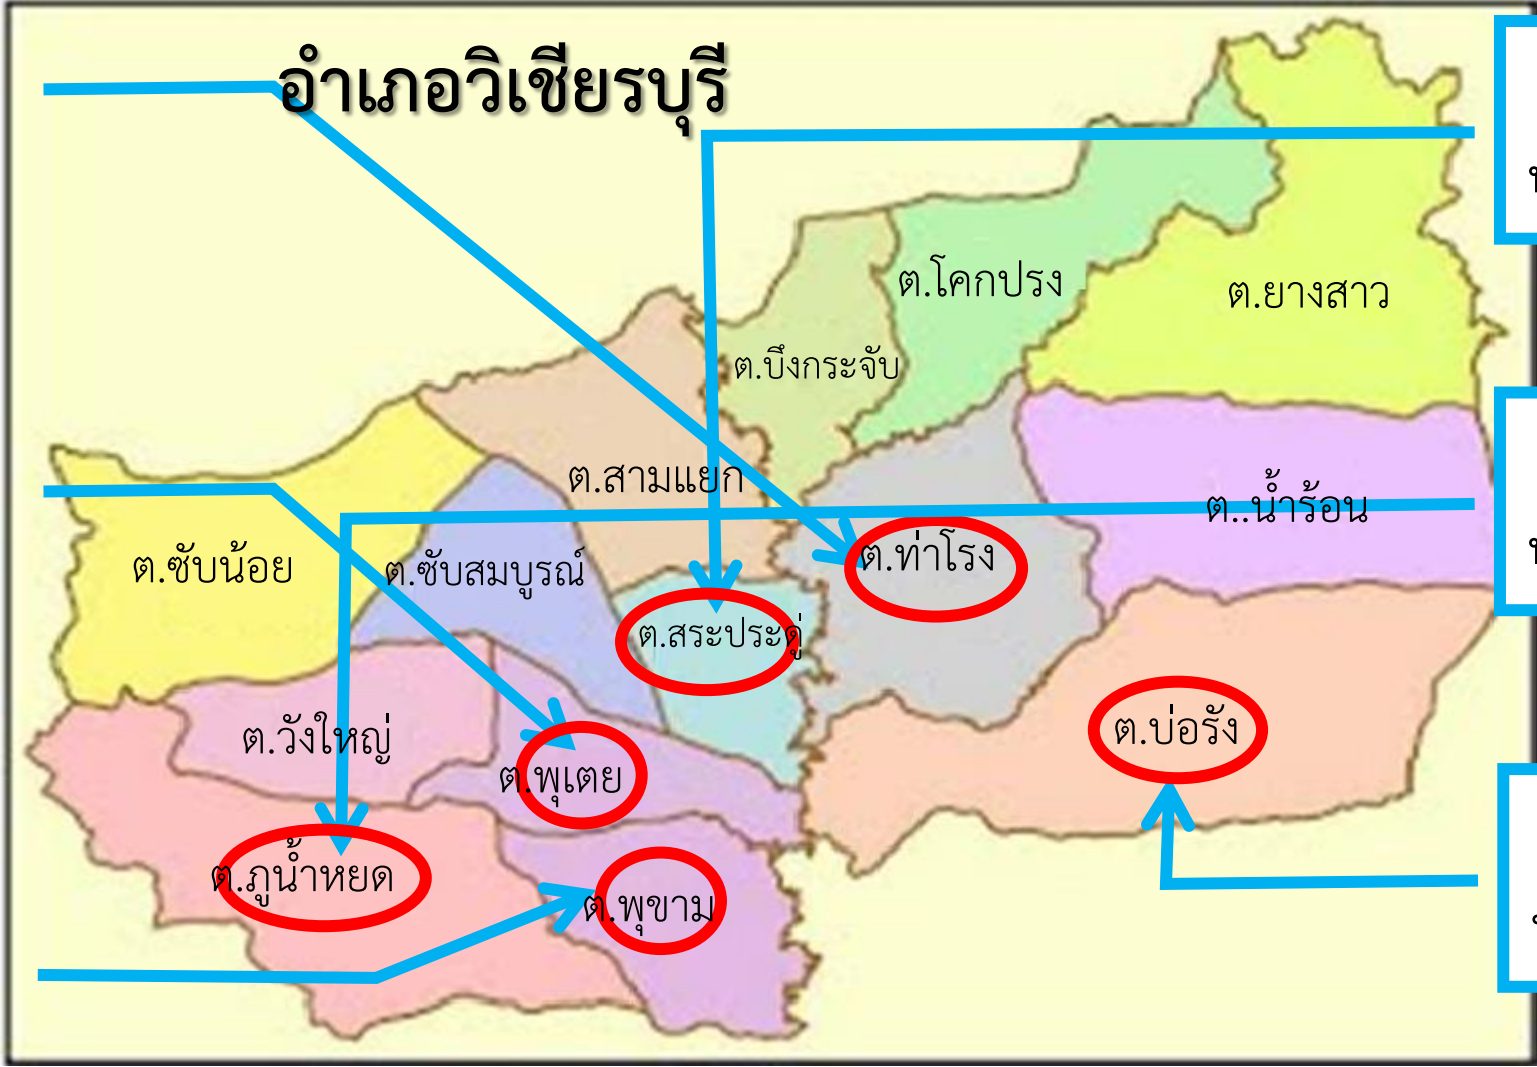 อำเภอวิเชียรบุรี
ต.โคกปรง
ต.ยางสาว
ต.บึงกระจับ
ต.สามแยก
ต..น้ำร้อน
ต.ท่าโรง
ต.ซับน้อย
ต.ซับสมบูรณ์
ต.สระประดู่
ต.วังใหญ่
ต.บ่อรัง
ต.พุเตย
ต.ภูน้ำหยด
ต.พุขาม